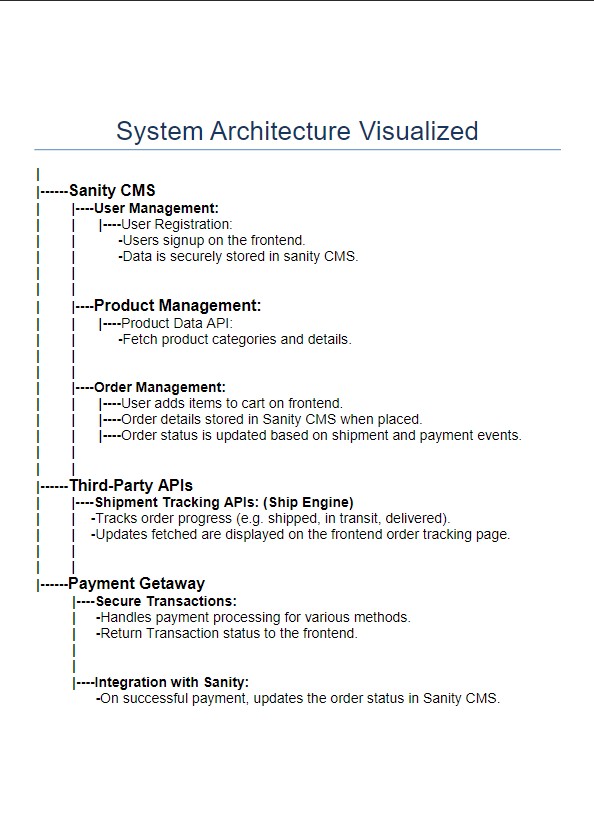 System Architecture Visualized
|
|------Sanity CMS
| |----User Management:
| | |----User Registration:
| | -Users signup on the frontend.
| | -Data is securely stored in sanity CMS.
| |
| |
| |----Product Management:
| | |----Product Data API:
| | -Fetch product categories and details.
| |
| |
| |----Order Management:
| | |----User adds items to cart on frontend.
| | |----Order details stored in Sanity CMS when placed.
| | |----Order status is updated based on shipment and payment events.
| |
| |
|------Third-Party APIs
| |----Shipment Tracking APIs: (Ship Engine)
| | -Tracks order progress (e.g. shipped, in transit, delivered).
| | -Updates fetched are displayed on the frontend order tracking page.
| |
| |
|------Payment Getaway
|----Secure Transactions:
| -Handles payment processing for various methods.
| -Return Transaction status to the frontend.
|
|
|----Integration with Sanity:
-On successful payment, updates the order status in Sanity CMS.